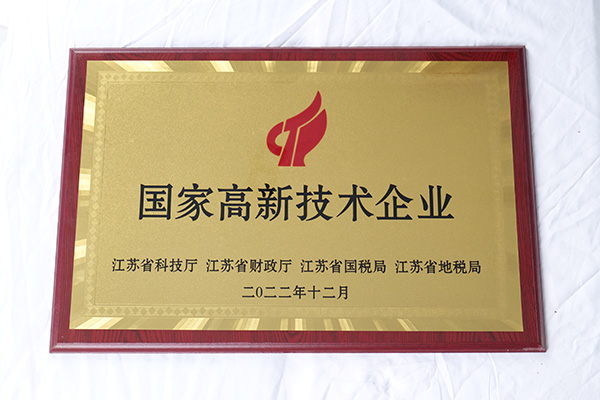 国家高新技术企业
江苏省科技厅 江苏省财政厅 江苏省国税局 江苏省地税局
二0二二年十二月